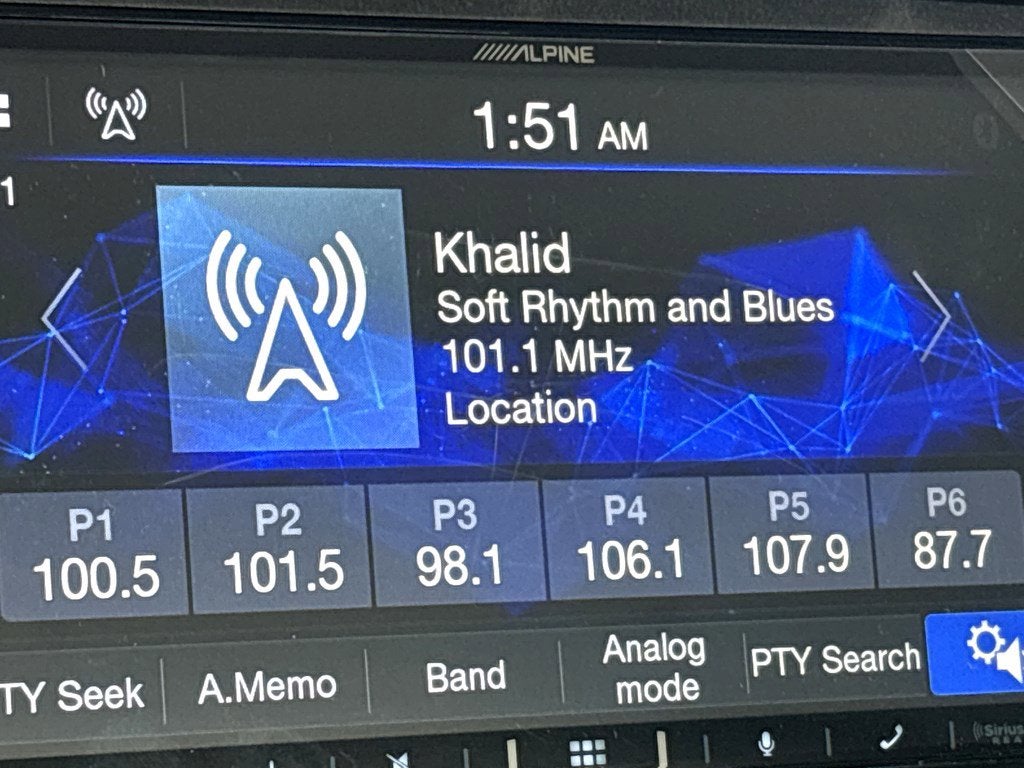 ALPINE
1:51 AM
1
Khalid
Soft Rhythm and Blues
101.1 MHz
Location
P1 P2 P3 P4 P5 P6
100.5 101.5 98.1 106.1 107.9 87.7
TY Seek A.Memo Band Analog mode PTY Search
Sirius